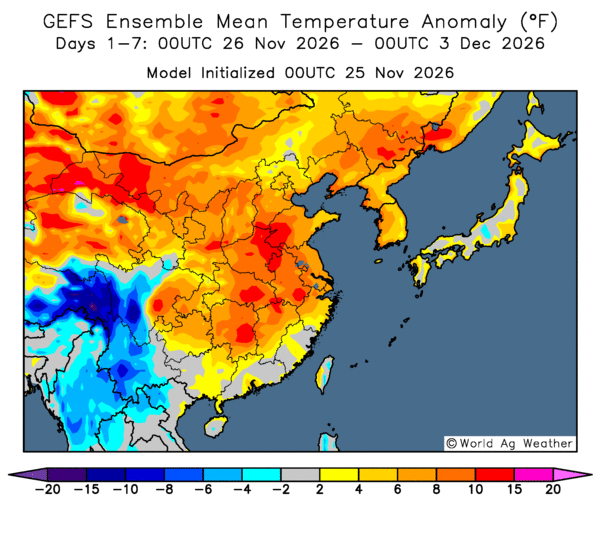 GEFS Ensemble Mean Temperature Anomaly (°F)
Days 1–7: 00UTC 26 Nov 2026 – 00UTC 3 Dec 2026
Model Initialized 00UTC 25 Nov 2026
© World Ag Weather
−20 −15 −10 −8 −6 −4 −2 2 4 6 8 10 15 20